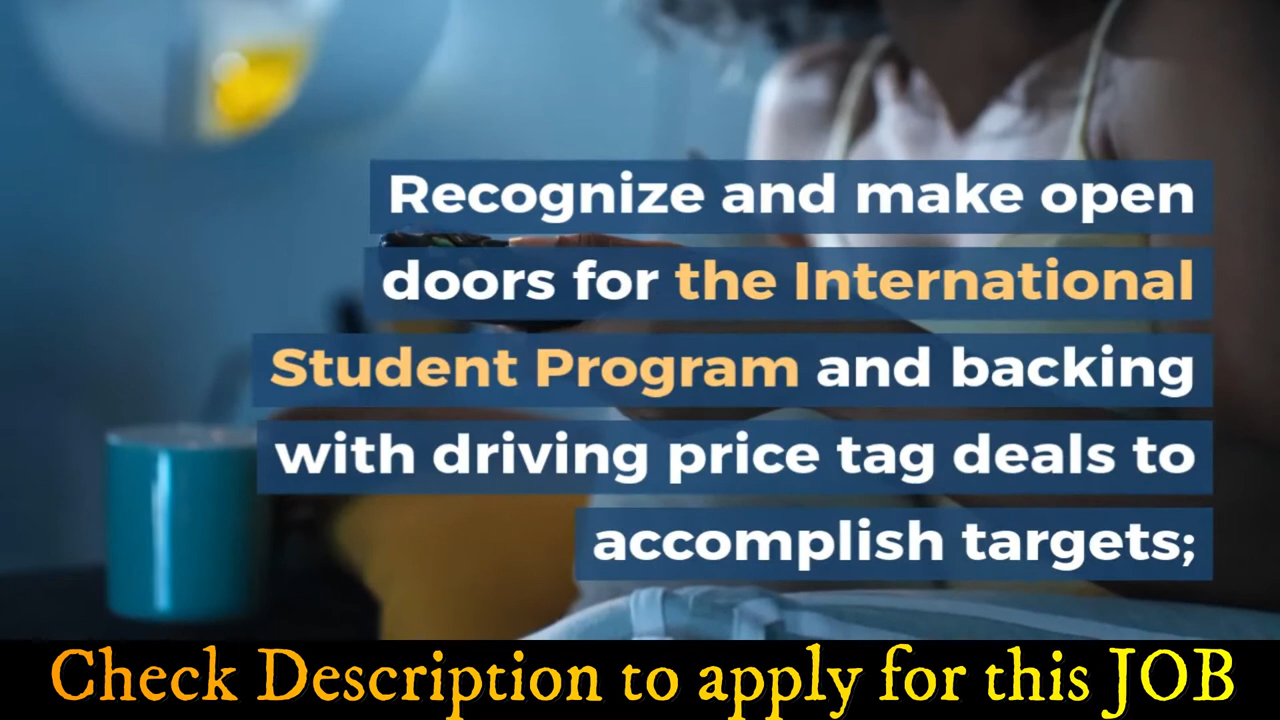 Recognize and make open
doors for the International
Student Program and backing
with driving price tag deals to
accomplish targets;
Check Description to apply for this JOB